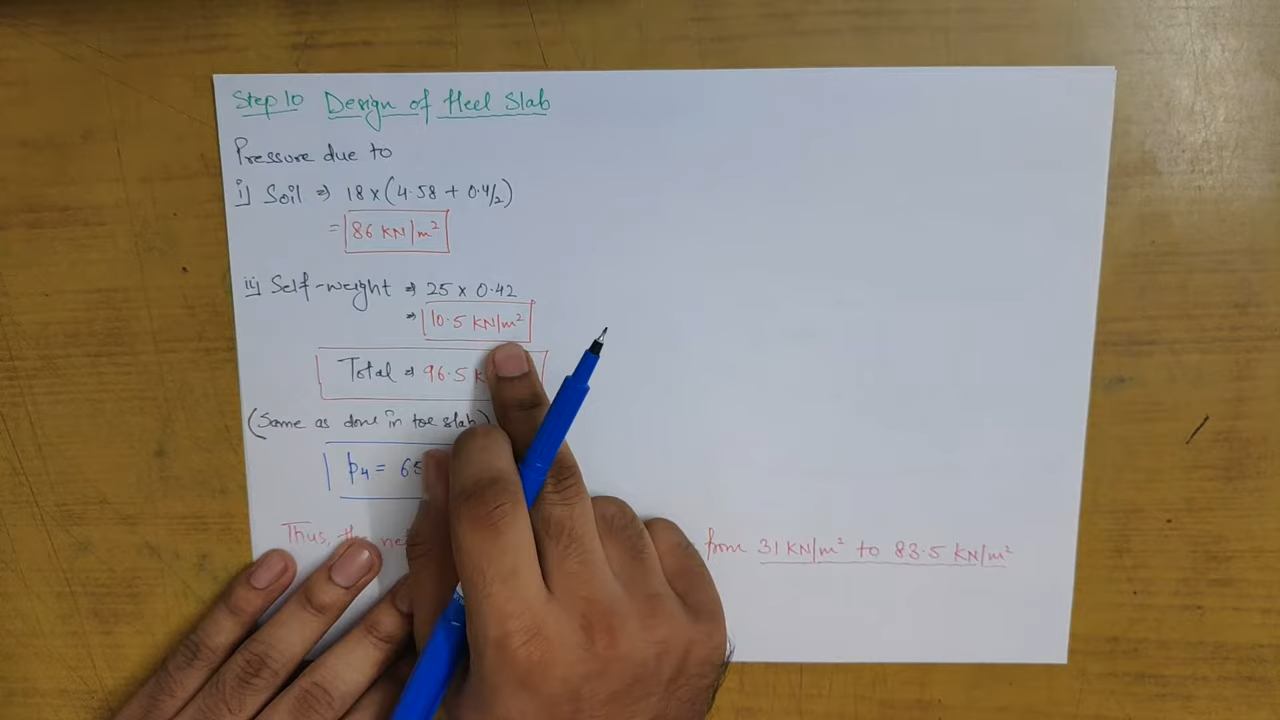 Step 10 Design of Heel Slab
Pressure due to
i) Soil ⇒ 18 x (4.58 + 0.4/2)
= 86 KN/m²
ii) Self-weight ⇒ 25 x 0.42
⇒ 10.5 KN/m²
Total ⇒ 96.5
(Same as done in toe slab)
p4 =
Thus, from 31 KN/m² to 83.5 KN/m²